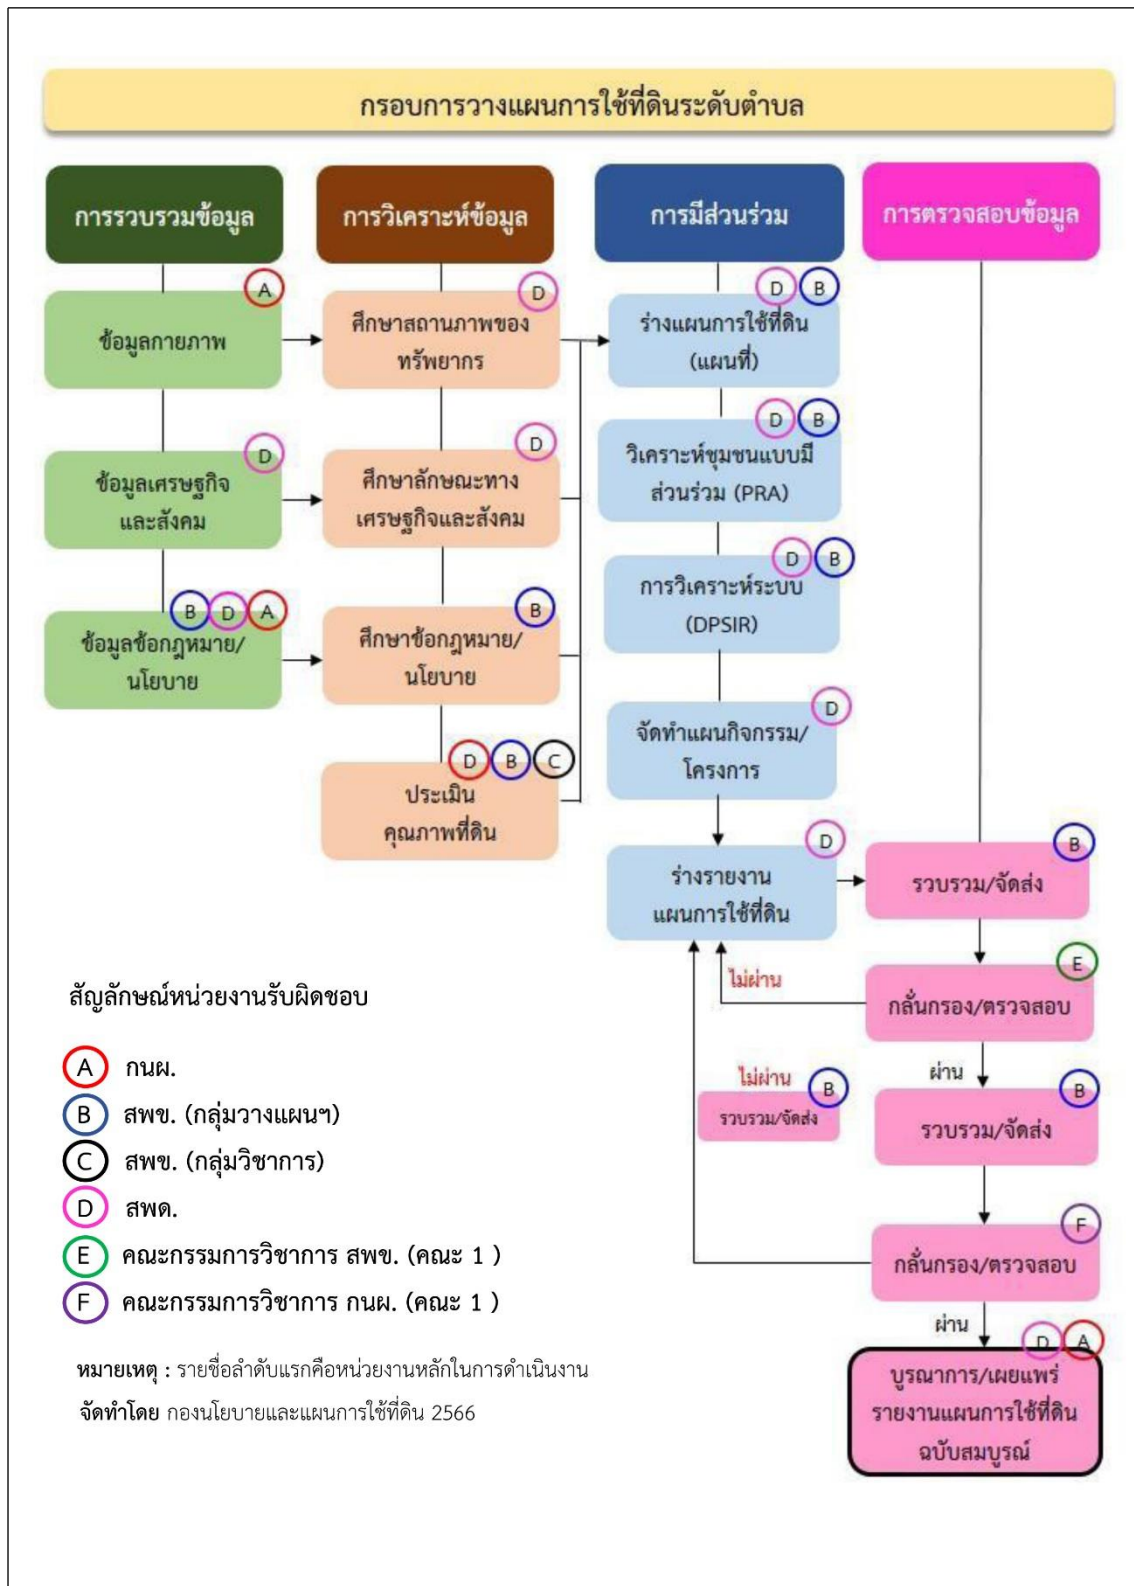 กรอบการวางแผนการใช้ที่ดินระดับตำบล
การรวบรวมข้อมูล
A
ข้อมูลกายภาพ
D
ข้อมูลเศรษฐกิจ
และสังคม
B D A
ข้อมูลข้อกฎหมาย/
นโยบาย
การวิเคราะห์ข้อมูล
D
ศึกษาสถานภาพของ
ทรัพยากร
D
ศึกษาลักษณะทาง
เศรษฐกิจและสังคม
B
ศึกษาข้อกฎหมาย/
นโยบาย
D B C
ประเมิน
คุณภาพที่ดิน
การมีส่วนร่วม
D B
ร่างแผนการใช้ที่ดิน
(แผนที่)
D B
วิเคราะห์ชุมชนแบบมี
ส่วนร่วม (PRA)
D B
การวิเคราะห์ระบบ
(DPSIR)
D
จัดทำแผนกิจกรรม/
โครงการ
D
ร่างรายงาน
แผนการใช้ที่ดิน
การตรวจสอบข้อมูล
B
รวบรวม/จัดส่ง
E
กลั่นกรอง/ตรวจสอบ
ไม่ผ่าน
ผ่าน
B
รวบรวม/จัดส่ง
ไม่ผ่าน
B
รวบรวม/จัดส่ง
F
กลั่นกรอง/ตรวจสอบ
ผ่าน
D A
บูรณาการ/เผยแพร่
รายงานแผนการใช้ที่ดิน
ฉบับสมบูรณ์
สัญลักษณ์หน่วยงานรับผิดชอบ
A กนผ.
B สพข. (กลุ่มวางแผนฯ)
C สพข. (กลุ่มวิชาการ)
D สพด.
E คณะกรรมการวิชาการ สพข. (คณะ 1 )
F คณะกรรมการวิชาการ กนผ. (คณะ 1 )
หมายเหตุ : รายชื่อลำดับแรกคือหน่วยงานหลักในการดำเนินงาน
จัดทำโดย กองนโยบายและแผนการใช้ที่ดิน 2566